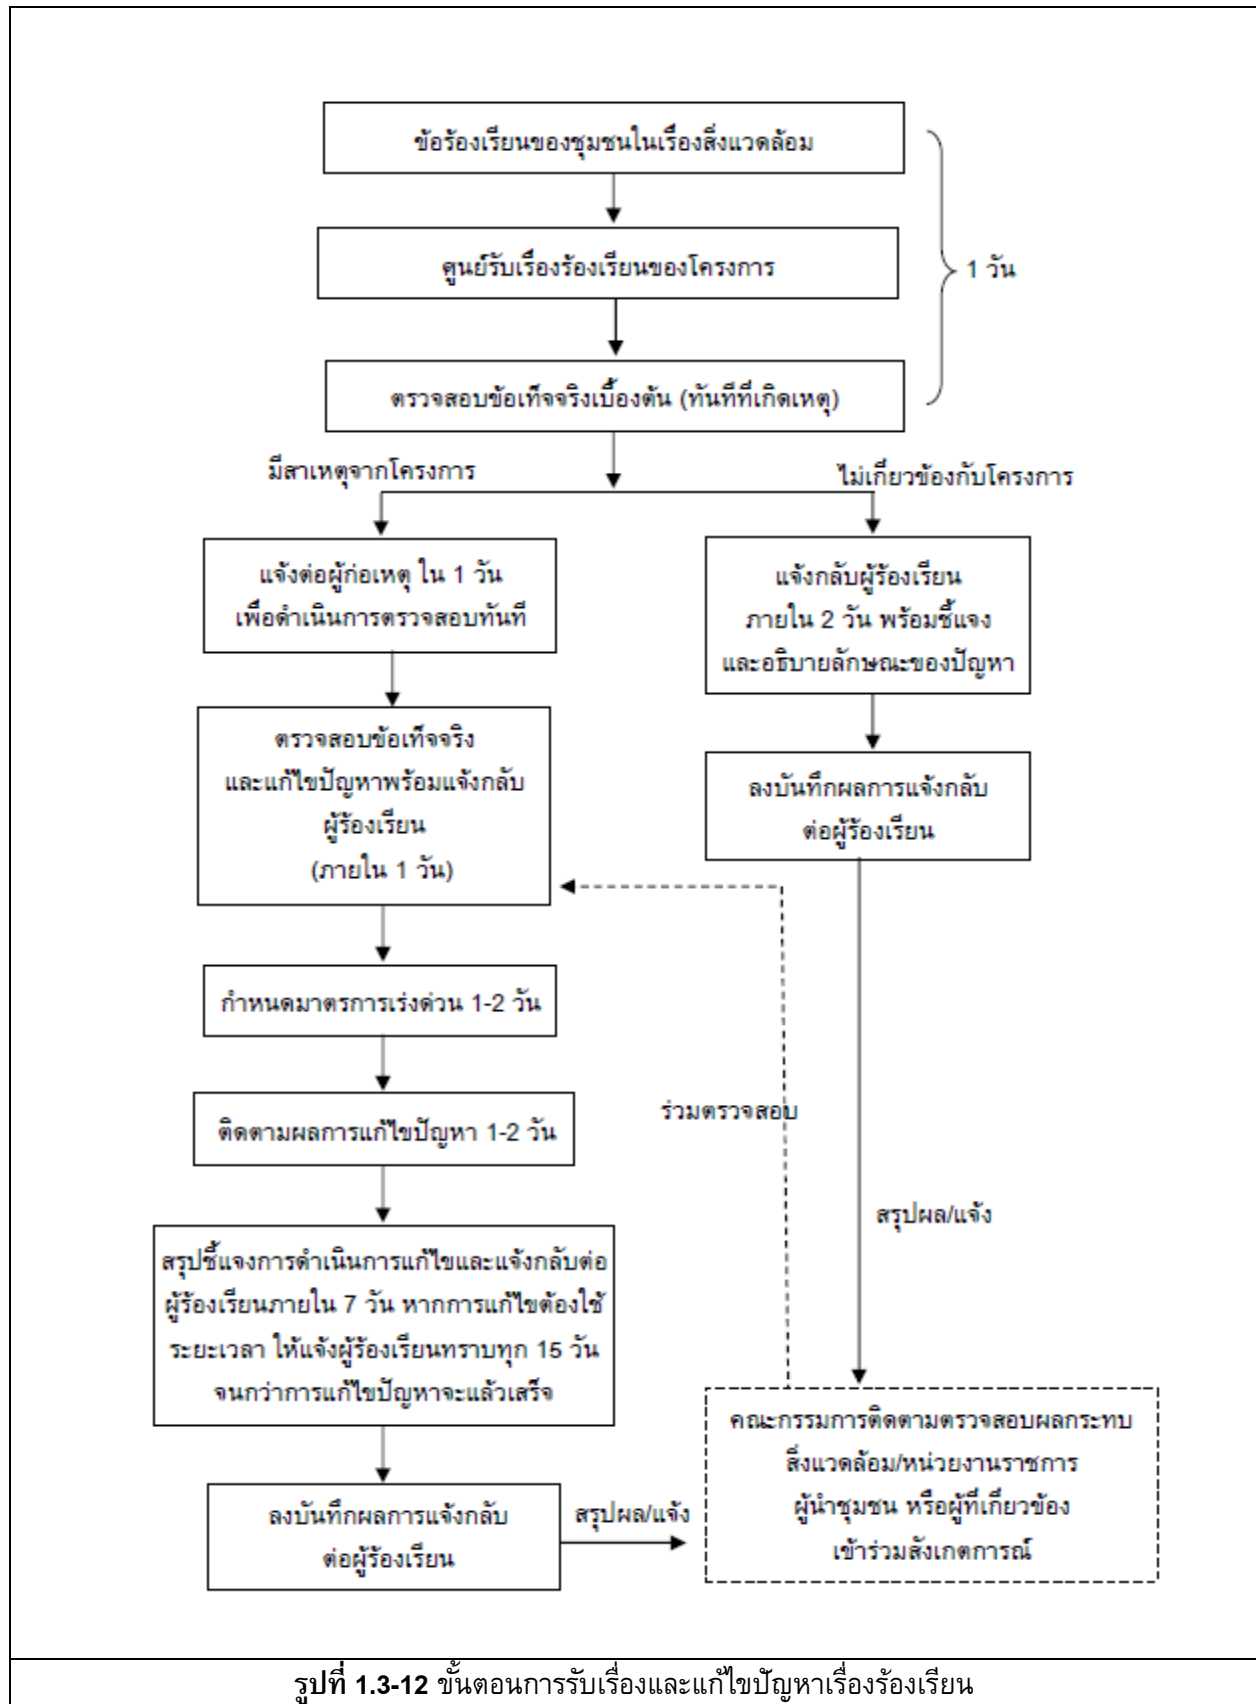 ข้อร้องเรียนของชุมชนในเรื่องสิ่งแวดล้อม
ศูนย์รับเรื่องร้องเรียนของโครงการ
1 วัน
ตรวจสอบข้อเท็จจริงเบื้องต้น (ทันทีที่เกิดเหตุ)
มีสาเหตุจากโครงการ
ไม่เกี่ยวข้องกับโครงการ
แจ้งต่อผู้ก่อเหตุ ใน 1 วัน
เพื่อดำเนินการตรวจสอบทันที
แจ้งกลับผู้ร้องเรียน
ภายใน 2 วัน พร้อมชี้แจง
และอธิบายลักษณะของปัญหา
ตรวจสอบข้อเท็จจริง
และแก้ไขปัญหาพร้อมแจ้งกลับ
ผู้ร้องเรียน
(ภายใน 1 วัน)
ลงบันทึกผลการแจ้งกลับ
ต่อผู้ร้องเรียน
กำหนดมาตรการเร่งด่วน 1-2 วัน
ติดตามผลการแก้ไขปัญหา 1-2 วัน
ร่วมตรวจสอบ
สรุปผล/แจ้ง
สรุปชี้แจงการดำเนินการแก้ไขและแจ้งกลับต่อ
ผู้ร้องเรียนภายใน 7 วัน หากการแก้ไขต้องใช้
ระยะเวลา ให้แจ้งผู้ร้องเรียนทราบทุก 15 วัน
จนกว่าการแก้ไขปัญหาจะแล้วเสร็จ
ลงบันทึกผลการแจ้งกลับ
ต่อผู้ร้องเรียน
สรุปผล/แจ้ง
คณะกรรมการติดตามตรวจสอบผลกระทบ
สิ่งแวดล้อม/หน่วยงานราชการ
ผู้นำชุมชน หรือผู้ที่เกี่ยวข้อง
เข้าร่วมสังเกตการณ์
รูปที่ 1.3-12 ขั้นตอนการรับเรื่องและแก้ไขปัญหาเรื่องร้องเรียน